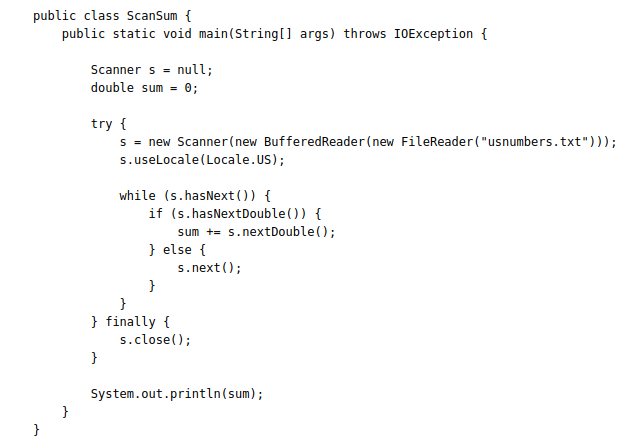 public class ScanSum {
    public static void main(String[] args) throws IOException {

        Scanner s = null;
        double sum = 0;

        try {
            s = new Scanner(new BufferedReader(new FileReader("usnumbers.txt")));
            s.useLocale(Locale.US);

            while (s.hasNext()) {
                if (s.hasNextDouble()) {
                    sum += s.nextDouble();
                } else {
                    s.next();
                }
            }
        } finally {
            s.close();
        }

        System.out.println(sum);
    }
}